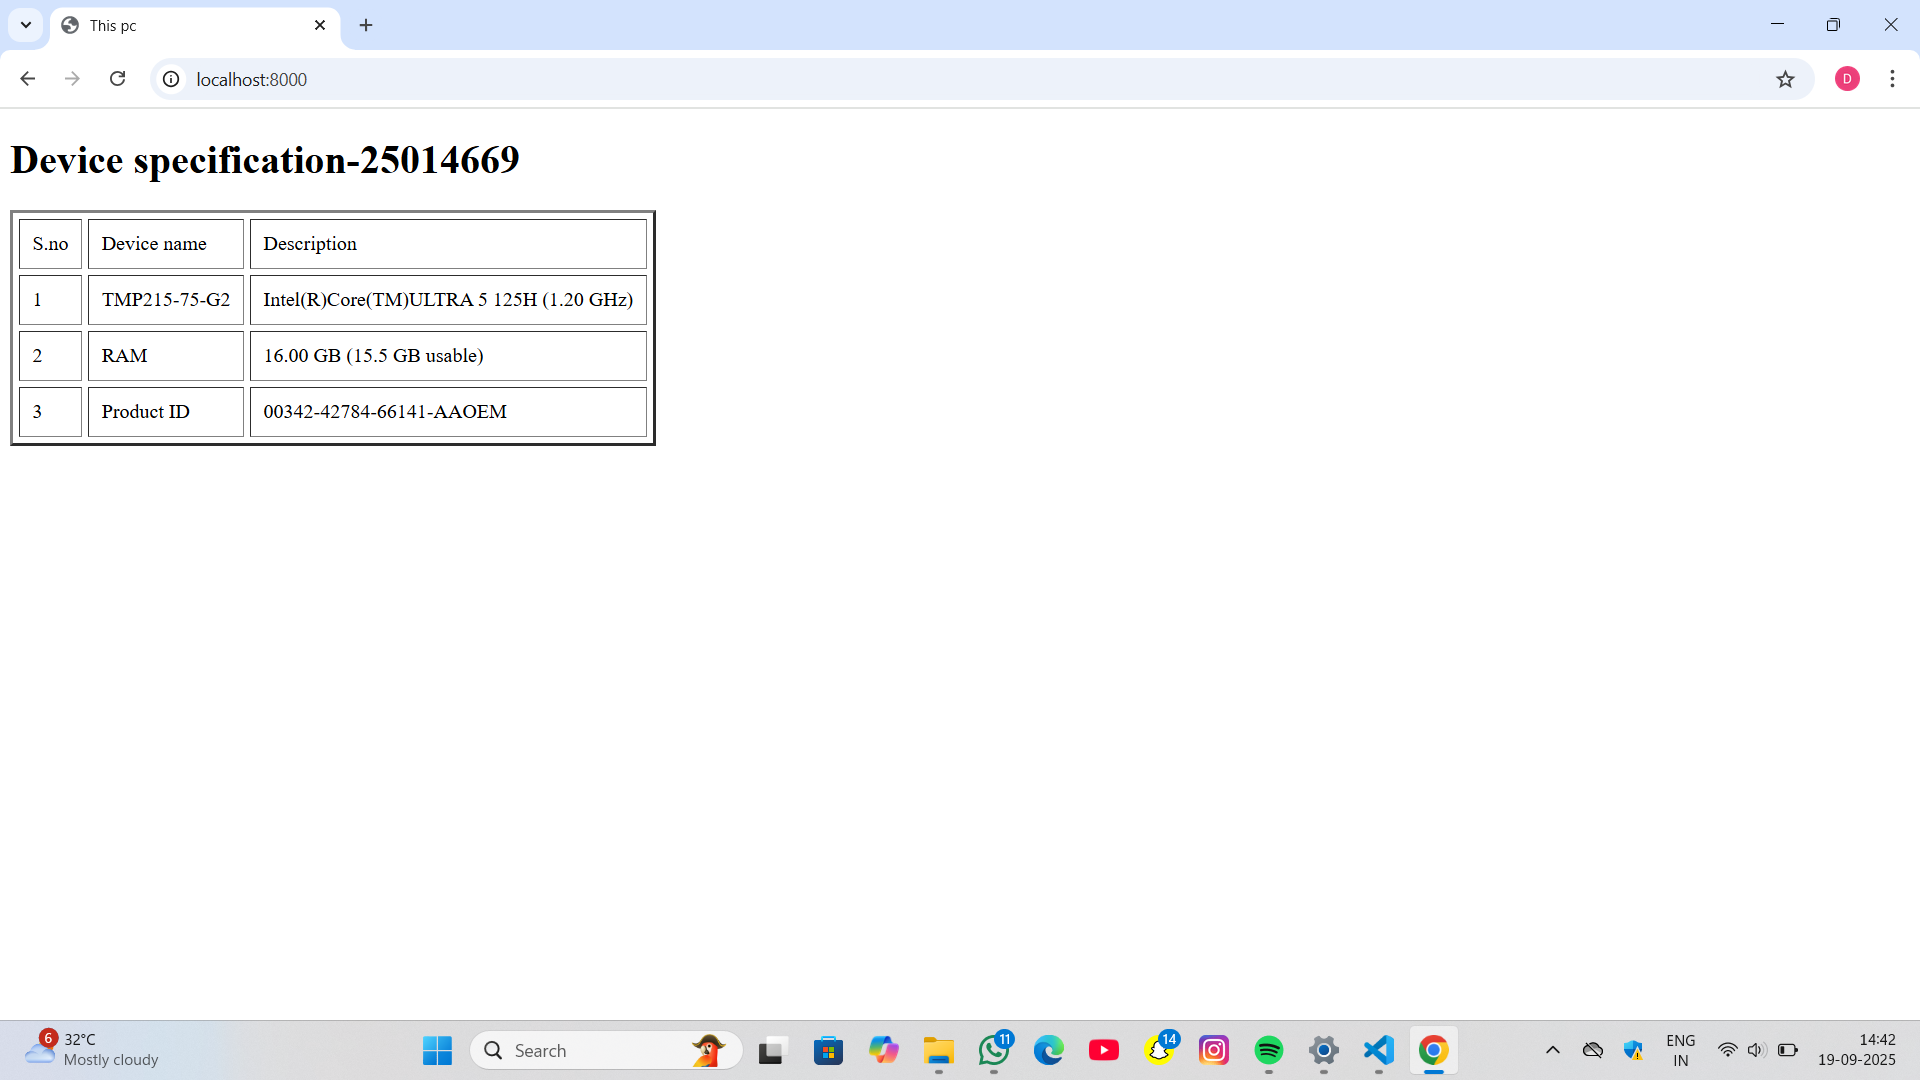 This pc
localhost:8000
D
Device specification-25014669
S.no Device name Description
1 TMP215-75-G2 Intel(R)Core(TM)ULTRA 5 125H (1.20 GHz)
2 RAM 16.00 GB (15.5 GB usable)
3 Product ID 00342-42784-66141-AAOEM
6
32°C
Mostly cloudy
Search
11
14
ENG
IN
14:42
19-09-2025